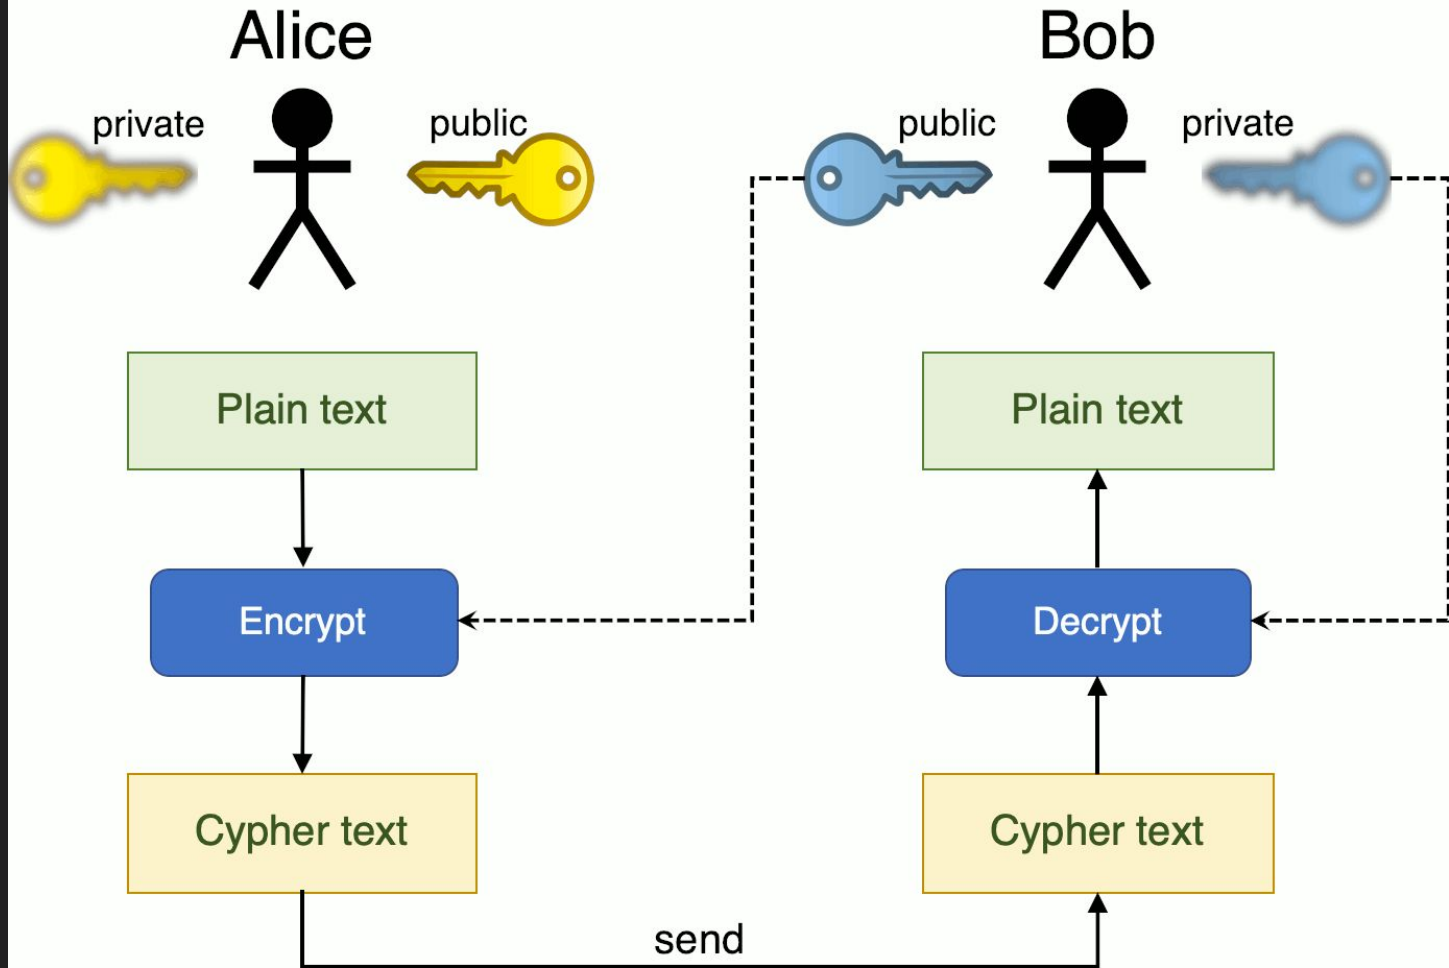 Alice
Bob
private
public
public
private
Plain text
Plain text
Encrypt
Decrypt
Cypher text
Cypher text
send